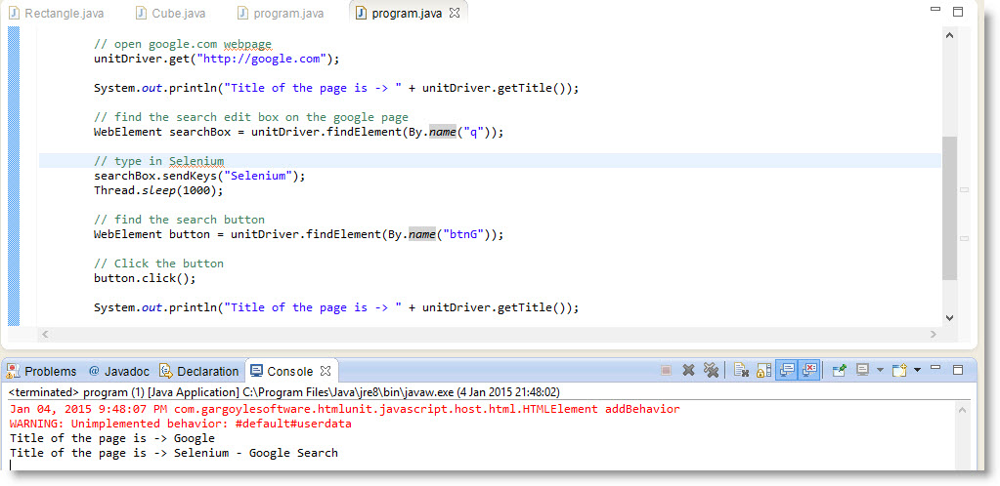 Rectangle.java Cube.java program.java program.java
// open google.com webpage
unitDriver.get("http://google.com");
System.out.println("Title of the page is -> " + unitDriver.getTitle());
// find the search edit box on the google page
WebElement searchBox = unitDriver.findElement(By.name("q"));
// type in Selenium
searchBox.sendKeys("Selenium");
Thread.sleep(1000);
// find the search button
WebElement button = unitDriver.findElement(By.name("btnG"));
// Click the button
button.click();
System.out.println("Title of the page is -> " + unitDriver.getTitle());
Problems @ Javadoc Declaration Console
<terminated> program (1) [Java Application] C:\Program Files\Java\jre8\bin\javaw.exe (4 Jan 2015 21:48:02)
Jan 04, 2015 9:48:07 PM com.gargoylesoftware.htmlunit.javascript.host.html.HTMLElement addBehavior
WARNING: Unimplemented behavior: #default#userdata
Title of the page is -> Google
Title of the page is -> Selenium - Google Search